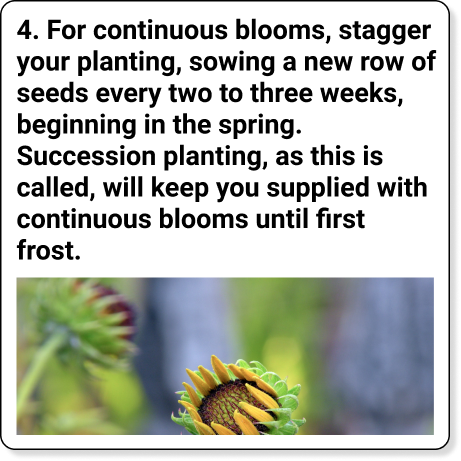 4. For continuous blooms, stagger
your planting, sowing a new row of
seeds every two to three weeks,
beginning in the spring.
Succession planting, as this is
called, will keep you supplied with
continuous blooms until first
frost.